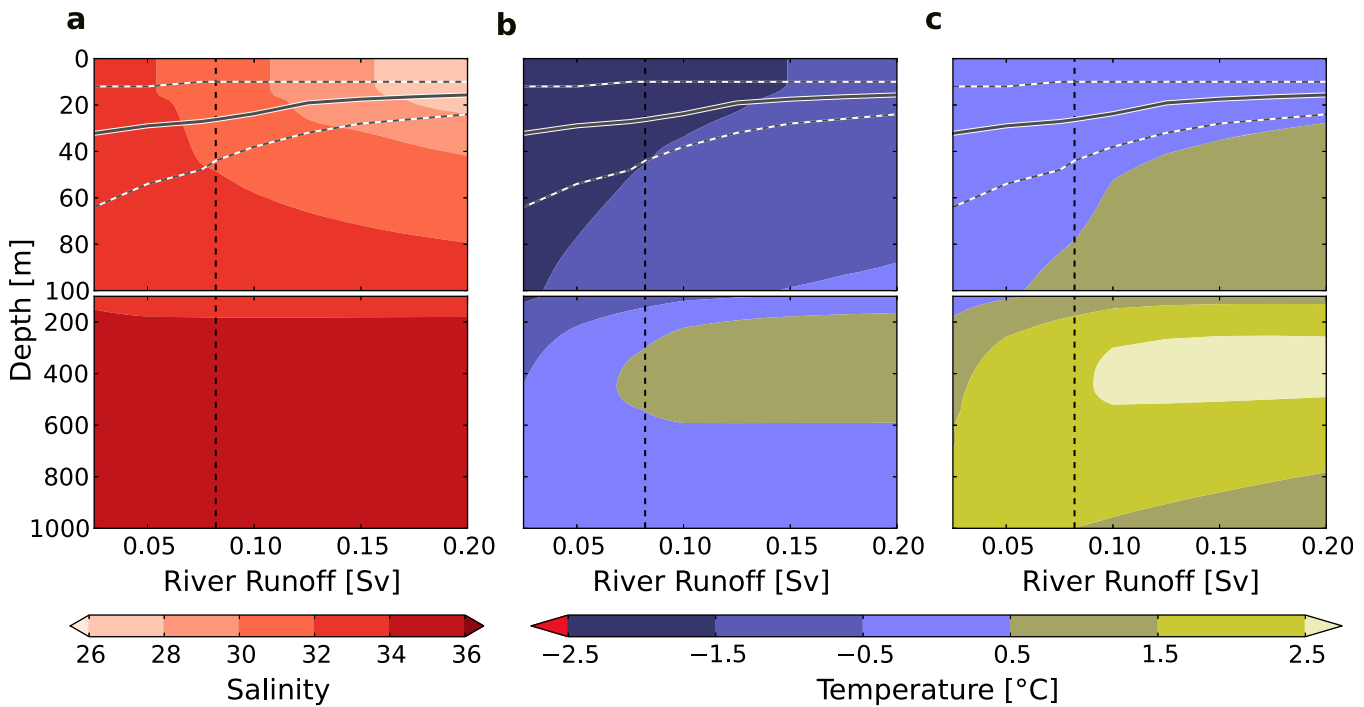 a b c
0
20
40
60
80
100
200
400
600
800
1000
Depth [m]
0.05 0.10 0.15 0.20
0.05 0.10 0.15 0.20
0.05 0.10 0.15 0.20
River Runoff [Sv] River Runoff [Sv] River Runoff [Sv]
26 28 30 32 34 36
Salinity
−2.5 −1.5 −0.5 0.5 1.5 2.5
Temperature [°C]